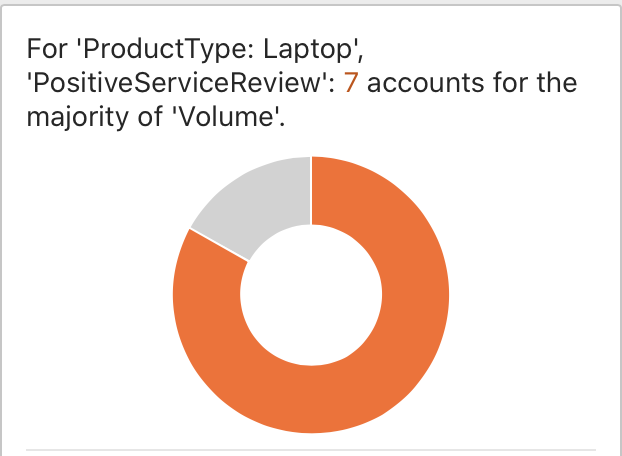 For 'ProductType: Laptop',
'PositiveServiceReview': 7 accounts for the
majority of 'Volume'.